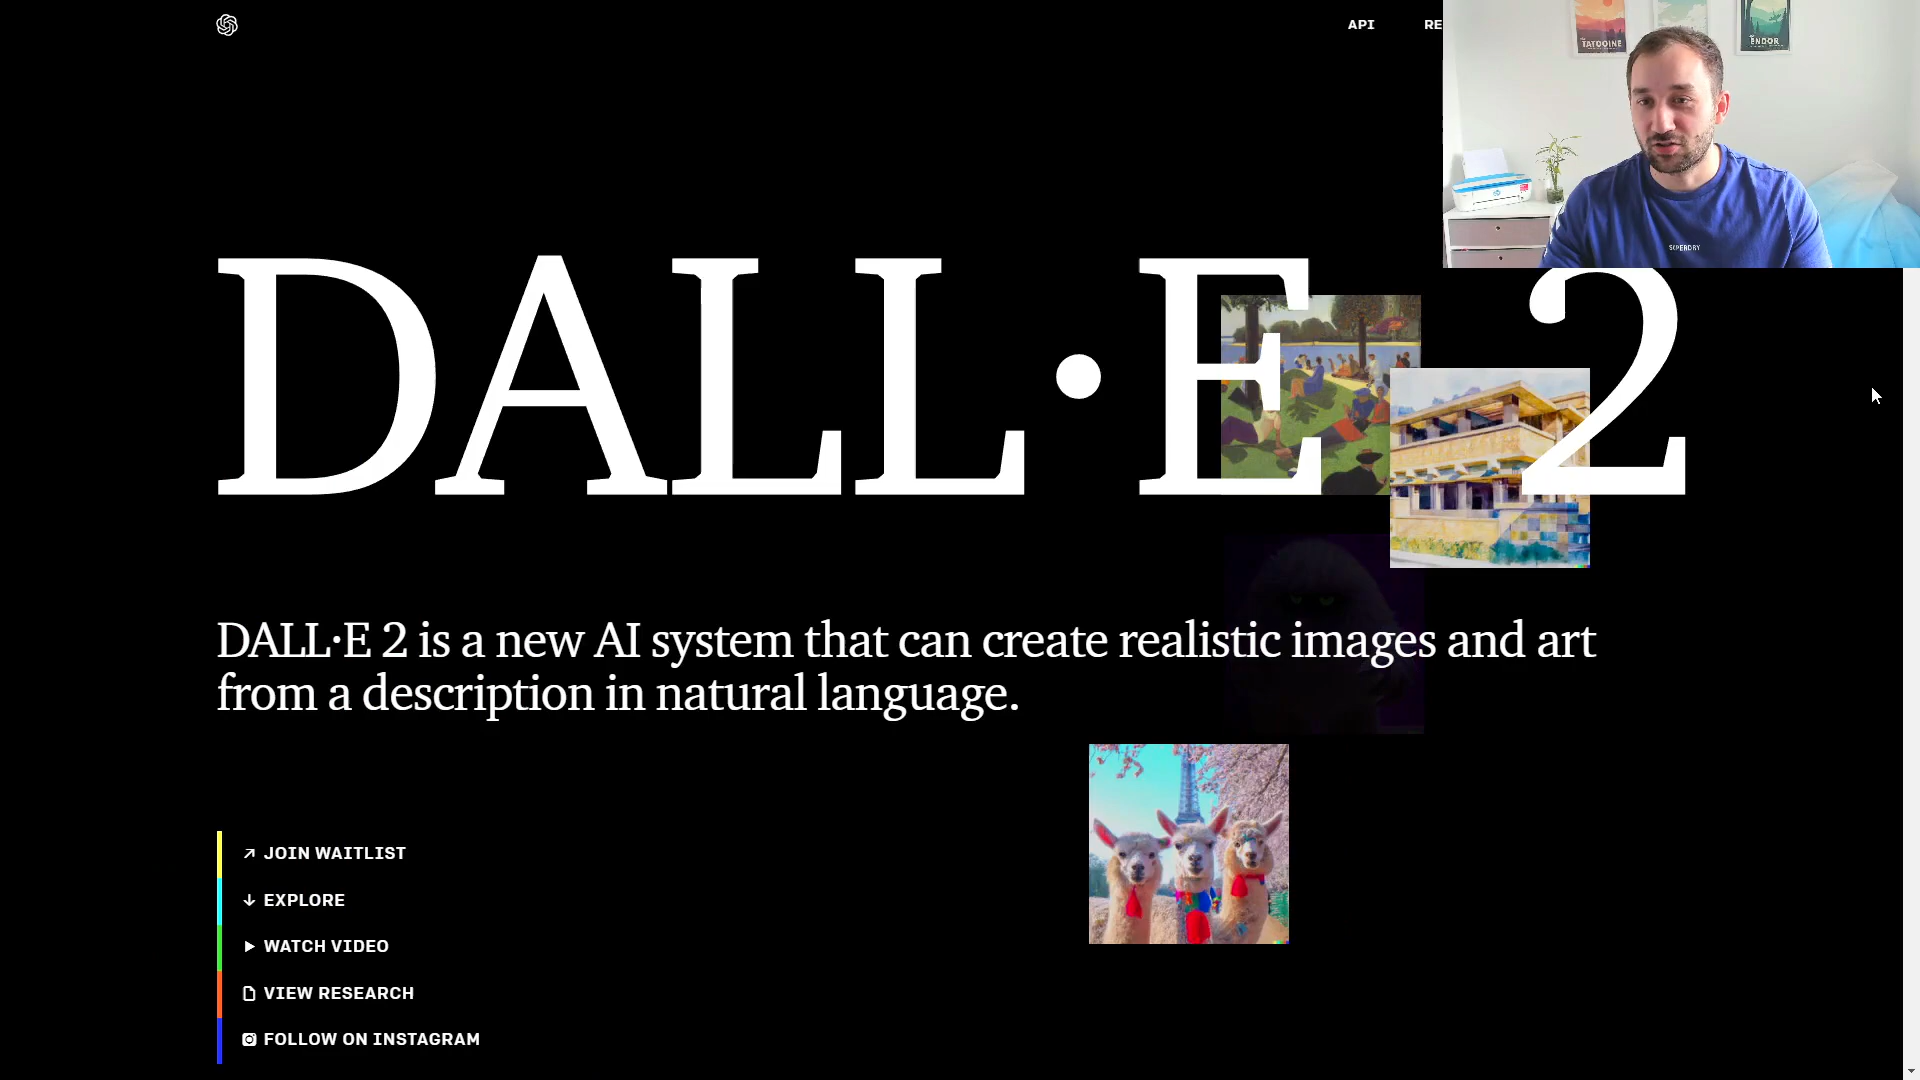 API
RE
TATOOINE
ENDOR
SUPERDRY
DALL·E 2
DALL·E 2 is a new AI system that can create realistic images and art
from a description in natural language.
JOIN WAITLIST
EXPLORE
WATCH VIDEO
VIEW RESEARCH
FOLLOW ON INSTAGRAM